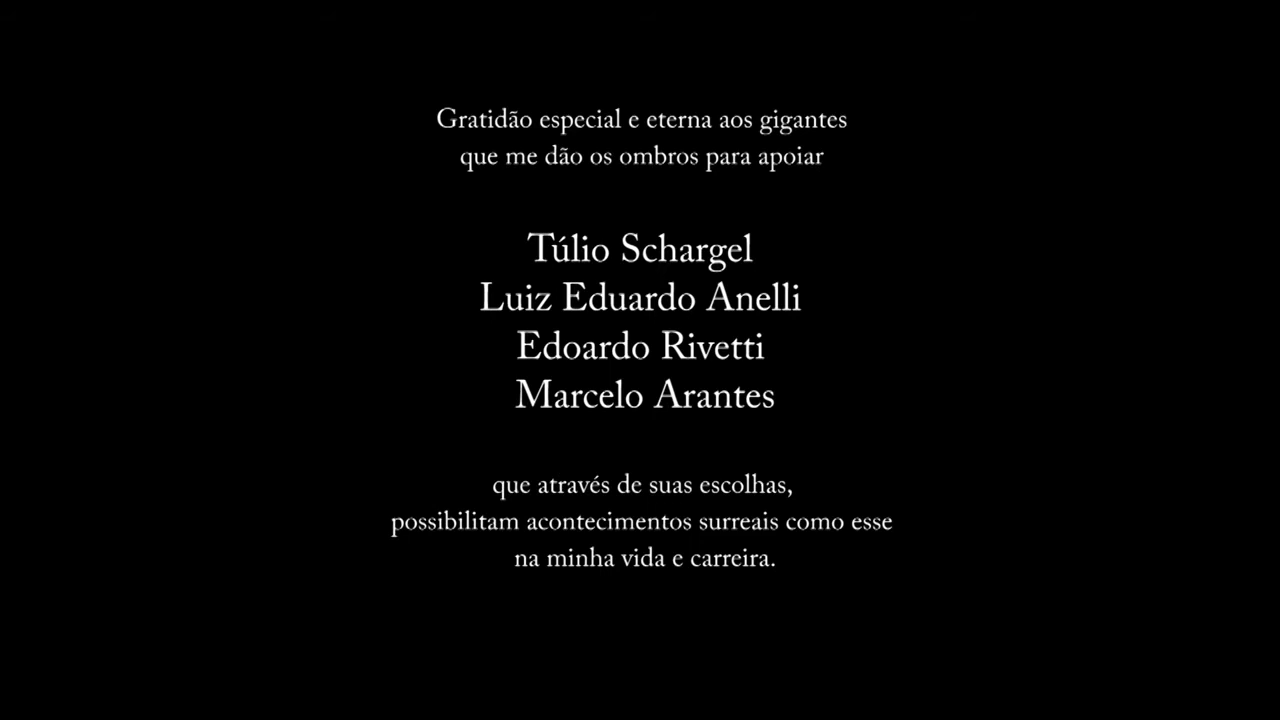 Gratidão especial e eterna aos gigantes
que me dão os ombros para apoiar
Túlio Schargel
Luiz Eduardo Anelli
Edoardo Rivetti
Marcelo Arantes
que através de suas escolhas,
possibilitam acontecimentos surreais como esse
na minha vida e carreira.